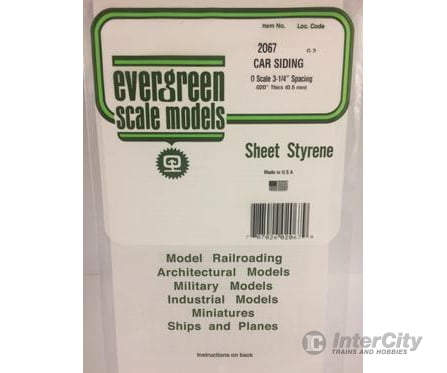 Item No. Loc. Code
2067 G-5
CAR SIDING
O Scale 3-1/4" Spacing
.020" Thick (0.5 mm)
evergreen
scale models
Sheet Styrene
Made in U.S.A.
Model Railroading
Architectural Models
Military Models
Industrial Models
Miniatures
Ships and Planes
Instructions on back
IC InterCity
TRAINS AND HOBBIES